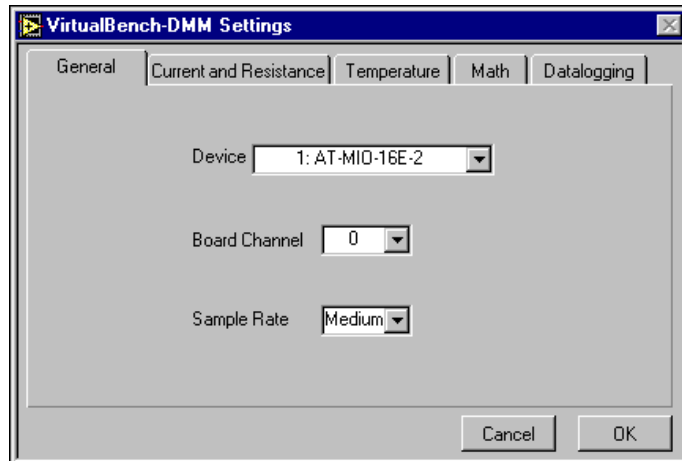 VirtualBench-DMM Settings
General Current and Resistance Temperature Math Datalogging
Device 1: AT-MIO-16E-2
Board Channel 0
Sample Rate Medium
Cancel OK